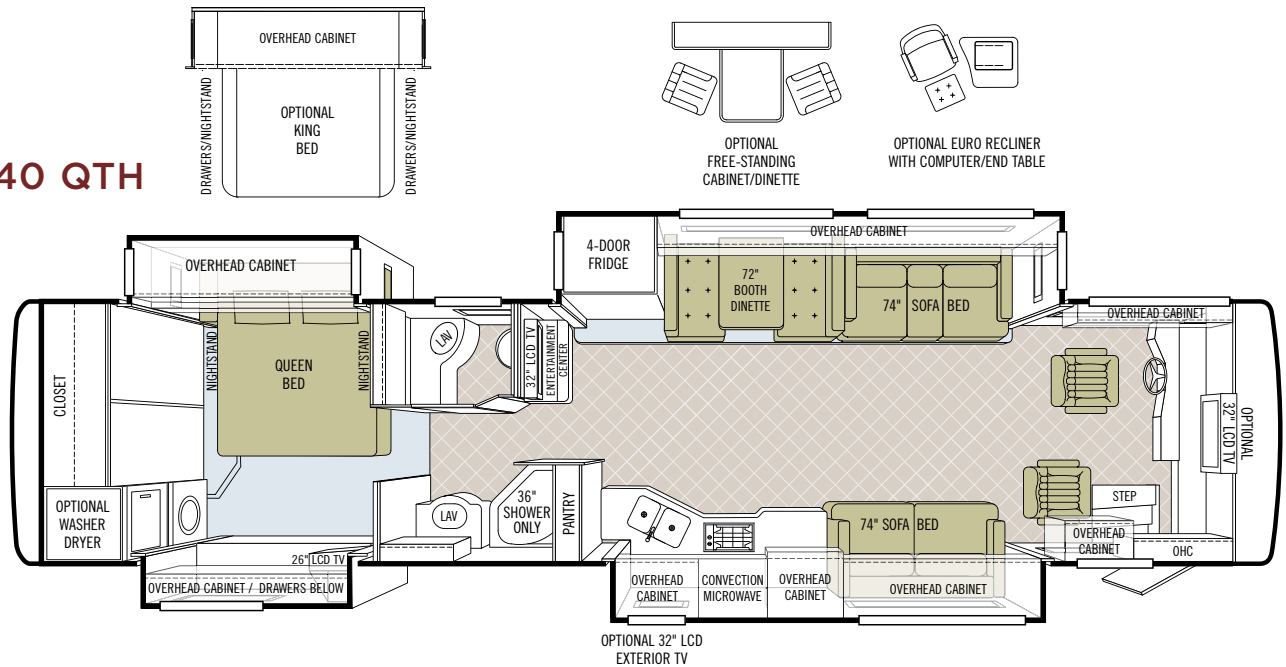 OVERHEAD CABINET
DRAWERS/NIGHTSTAND
OPTIONAL
KING
BED
DRAWERS/NIGHTSTAND
OPTIONAL
FREE-STANDING
CABINET/DINETTE
OPTIONAL EURO RECLINER
WITH COMPUTER/END TABLE
40 QTH
OVERHEAD CABINET
4-DOOR
FRIDGE
OVERHEAD CABINET
72"
BOOTH
DINETTE
74" SOFA BED
OVERHEAD CABINET
CLOSET
NIGHTSTAND
QUEEN
BED
NIGHTSTAND
LAV
32" LCD TV
ENTERTAINMENT
CENTER
OPTIONAL
32" LCD TV
OPTIONAL
WASHER
DRYER
LAV
36"
SHOWER
ONLY
PANTRY
74" SOFA BED
STEP
OVERHEAD
CABINET
OHC
26" LCD TV
OVERHEAD CABINET / DRAWERS BELOW
OVERHEAD
CABINET
CONVECTION
MICROWAVE
OVERHEAD
CABINET
OVERHEAD CABINET
OPTIONAL 32" LCD
EXTERIOR TV